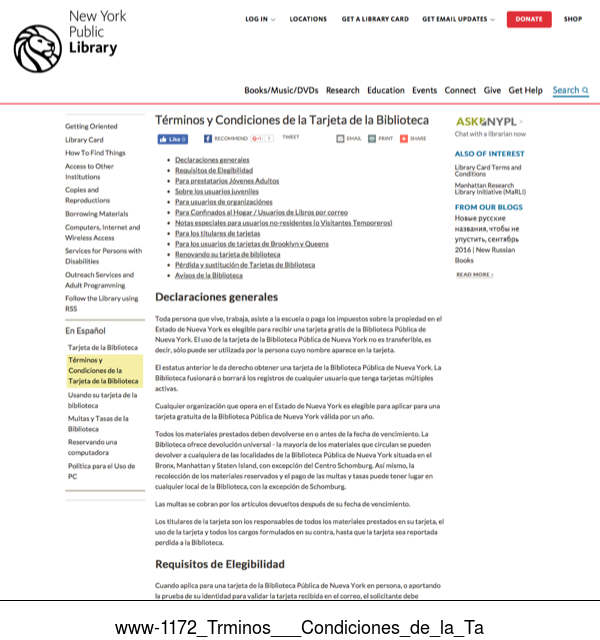 New York
Public
Library
LOG IN
LOCATIONS
GET A LIBRARY CARD
GET EMAIL UPDATES
DONATE
SHOP
Books/Music/DVDs Research Education Events Connect Give Get Help Search
Getting Oriented
Library Card
How To Find Things
Access to Other
Institutions
Copies and
Reproductions
Borrowing Materials
Computers, Internet and
Wireless Access
Services for Persons with
Disabilities
Outreach Services and
Adult Programming
Follow the Library using
RSS
En Español
Tarjeta de la Biblioteca
Términos y
Condiciones de la
Tarjeta de la Biblioteca
Usando su tarjeta de la
biblioteca
Multas y Tasas de la
Biblioteca
Reservando una
computadora
Política para el Uso de
PC
Términos y Condiciones de la Tarjeta de la Biblioteca
Like 0 RECOMMEND G+1 1 TWEET EMAIL PRINT SHARE
Declaraciones generales
Requisitos de Elegibilidad
Para prestatarios Jóvenes Adultos
Sobre los usuarios juveniles
Para usuarios de organizaciónes
Para Confinados al Hogar / Usuarios de Libros por correo
Notas especiales para usuarios no-residentes (o Visitantes Temporeros)
Para los titulares de tarjetas
Para los usuarios de tarjetas de Brooklyn y Queens
Renovando su tarjeta de biblioteca
Pérdida y sustitución de Tarjetas de Biblioteca
Avisos de la Biblioteca
Declaraciones generales
Toda persona que vive, trabaja, asiste a la escuela o paga los impuestos sobre la propiedad en el
Estado de Nueva York es elegible para recibir una tarjeta gratis de la Biblioteca Pública de
Nueva York. El uso de la tarjeta de la Biblioteca Pública de Nueva York no es transferible, es
decir, sólo puede ser utilizada por la persona cuyo nombre aparece en la tarjeta.
El estatus anterior le da derecho obtener una tarjeta de la Biblioteca Pública de Nueva York. La
Biblioteca fusionará o borrará los registros de cualquier usuario que tenga tarjetas múltiples
activas.
Cualquier organización que opera en el Estado de Nueva York es elegible para aplicar para una
tarjeta gratuita de la Biblioteca Pública de Nueva York válida por un año.
Todos los materiales prestados deben devolverse en o antes de la fecha de vencimiento. La
Biblioteca ofrece devolución universal - la mayoría de los materiales que circulan se pueden
devolver a cualquiera de las localidades de la Biblioteca Pública de Nueva York situada en el
Bronx, Manhattan y Staten Island, con excepción del Centro Schomburg. Así mismo, la
recolección de los materiales reservados y el pago de las multas y tasas puede tener lugar en
cualquier local de la Biblioteca, con la excepción de Schomburg.
Las multas se cobran por los artículos devueltos después de su fecha de vencimiento.
Los titulares de la tarjeta son los responsables de todos los materiales prestados en su tarjeta, el
uso de la tarjeta y todos los cargos formulados en su contra, hasta que la tarjeta sea reportada
perdida a la Biblioteca.
Requisitos de Elegibilidad
Cuando aplica para una tarjeta de la Biblioteca Pública de Nueva York en persona, o aportando
la prueba de su identidad para validar la tarjeta recibida en el correo, el solicitante debe
ASK NYPL
Chat with a librarian now
ALSO OF INTEREST
Library Card Terms and
Conditions
Manhattan Research
Library Initiative (MaRLI)
FROM OUR BLOGS
Новые русские
названия, чтобы не
упустить, сентябрь
2016 | New Russian
Books
READ MORE ›
www-1172_Trminos___Condiciones_de_la_Ta